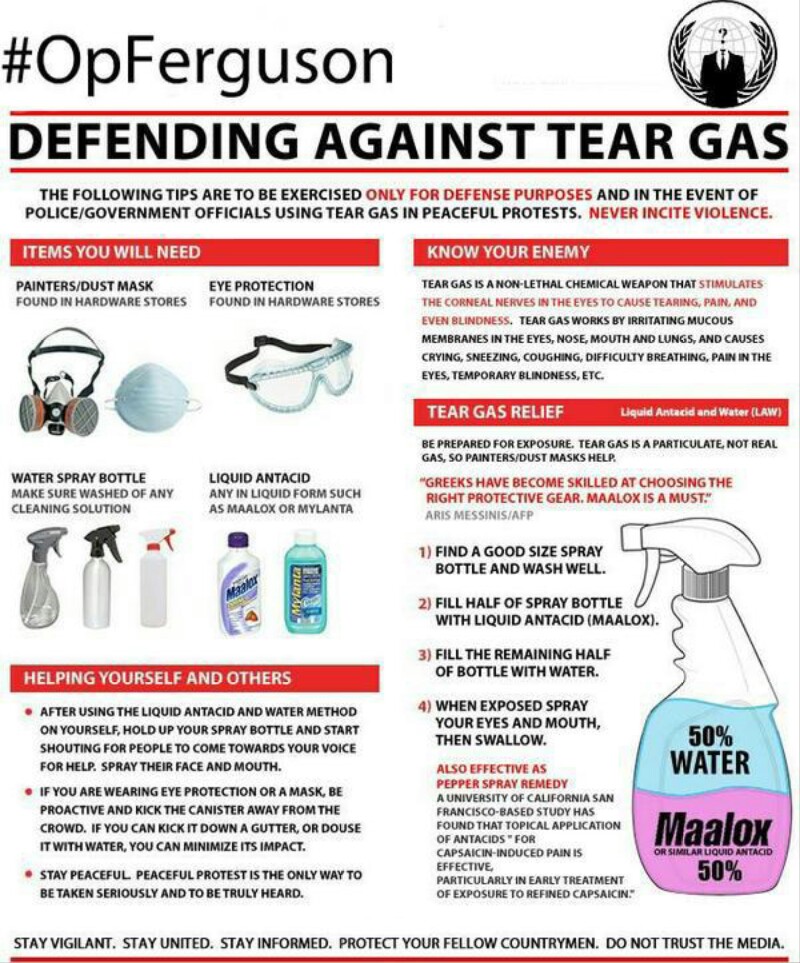 #OpFerguson
?
DEFENDING AGAINST TEAR GAS
THE FOLLOWING TIPS ARE TO BE EXERCISED ONLY FOR DEFENSE PURPOSES AND IN THE EVENT OF
POLICE/GOVERNMENT OFFICIALS USING TEAR GAS IN PEACEFUL PROTESTS. NEVER INCITE VIOLENCE.
ITEMS YOU WILL NEED
PAINTERS/DUST MASK
FOUND IN HARDWARE STORES
EYE PROTECTION
FOUND IN HARDWARE STORES
WATER SPRAY BOTTLE
MAKE SURE WASHED OF ANY
CLEANING SOLUTION
LIQUID ANTACID
ANY IN LIQUID FORM SUCH
AS MAALOX OR MYLANTA
Maalox
Mylanta
HELPING YOURSELF AND OTHERS
• AFTER USING THE LIQUID ANTACID AND WATER METHOD
ON YOURSELF, HOLD UP YOUR SPRAY BOTTLE AND START
SHOUTING FOR PEOPLE TO COME TOWARDS YOUR VOICE
FOR HELP. SPRAY THEIR FACE AND MOUTH.
• IF YOU ARE WEARING EYE PROTECTION OR A MASK, BE
PROACTIVE AND KICK THE CANISTER AWAY FROM THE
CROWD. IF YOU CAN KICK IT DOWN A GUTTER, OR DOUSE
IT WITH WATER, YOU CAN MINIMIZE ITS IMPACT.
• STAY PEACEFUL. PEACEFUL PROTEST IS THE ONLY WAY TO
BE TAKEN SERIOUSLY AND TO BE TRULY HEARD.
KNOW YOUR ENEMY
TEAR GAS IS A NON-LETHAL CHEMICAL WEAPON THAT STIMULATES
THE CORNEAL NERVES IN THE EYES TO CAUSE TEARING, PAIN, AND
EVEN BLINDNESS. TEAR GAS WORKS BY IRRITATING MUCOUS
MEMBRANES IN THE EYES, NOSE, MOUTH AND LUNGS, AND CAUSES
CRYING, SNEEZING, COUGHING, DIFFICULTY BREATHING, PAIN IN THE
EYES, TEMPORARY BLINDNESS, ETC.
TEAR GAS RELIEF
Liquid Antacid and Water (LAW)
BE PREPARED FOR EXPOSURE. TEAR GAS IS A PARTICULATE, NOT REAL
GAS, SO PAINTERS/DUST MASKS HELP.
"GREEKS HAVE BECOME SKILLED AT CHOOSING THE
RIGHT PROTECTIVE GEAR. MAALOX IS A MUST."
ARIS MESSINIS/AFP
1) FIND A GOOD SIZE SPRAY
BOTTLE AND WASH WELL.
2) FILL HALF OF SPRAY BOTTLE
WITH LIQUID ANTACID (MAALOX).
3) FILL THE REMAINING HALF
OF BOTTLE WITH WATER.
4) WHEN EXPOSED SPRAY
YOUR EYES AND MOUTH,
THEN SWALLOW.
ALSO EFFECTIVE AS
PEPPER SPRAY REMEDY
A UNIVERSITY OF CALIFORNIA SAN
FRANCISCO-BASED STUDY HAS
FOUND THAT TOPICAL APPLICATION
OF ANTACIDS " FOR
CAPSAICIN-INDUCED PAIN IS
EFFECTIVE,
PARTICULARLY IN EARLY TREATMENT
OF EXPOSURE TO REFINED CAPSAICIN."
50%
WATER
Maalox
OR SIMILAR LIQUID ANTACID
50%
STAY VIGILANT. STAY UNITED. STAY INFORMED. PROTECT YOUR FELLOW COUNTRYMEN. DO NOT TRUST THE MEDIA.